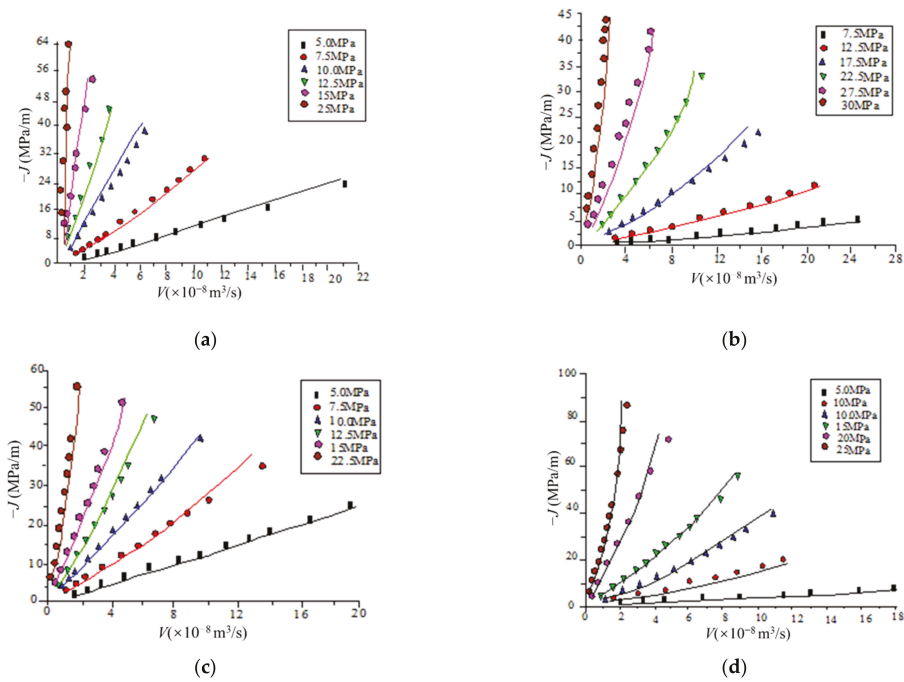 (a)
−J (MPa/m)
64
56
48
40
32
24
16
8
0
5.0MPa
7.5MPa
10.0MPa
12.5MPa
15MPa
25MPa
2 4 6 8 10 12 14 16 18 20 22
V(×10⁻⁸ m³/s)
(a)
(b)
−J (MPa/m)
45
40
35
30
25
20
15
10
5
0
7.5MPa
12.5MPa
17.5MPa
22.5MPa
27.5MPa
30MPa
0 4 8 12 16 20 24 28
V(×10⁻⁸ m³/s)
(b)
−J (MPa/m)
60
50
40
30
20
10
0
5.0MPa
7.5MPa
10.0MPa
12.5MPa
15MPa
22.5MPa
0 4 8 12 16 20
V(×10⁻⁸ m³/s)
(c)
−J (MPa/m)
100
80
60
40
20
0
5.0MPa
10MPa
10.0MPa
15MPa
20MPa
25MPa
0 2 4 6 8 10 12 14 16 18
V(×10⁻⁸ m³/s)
(d)